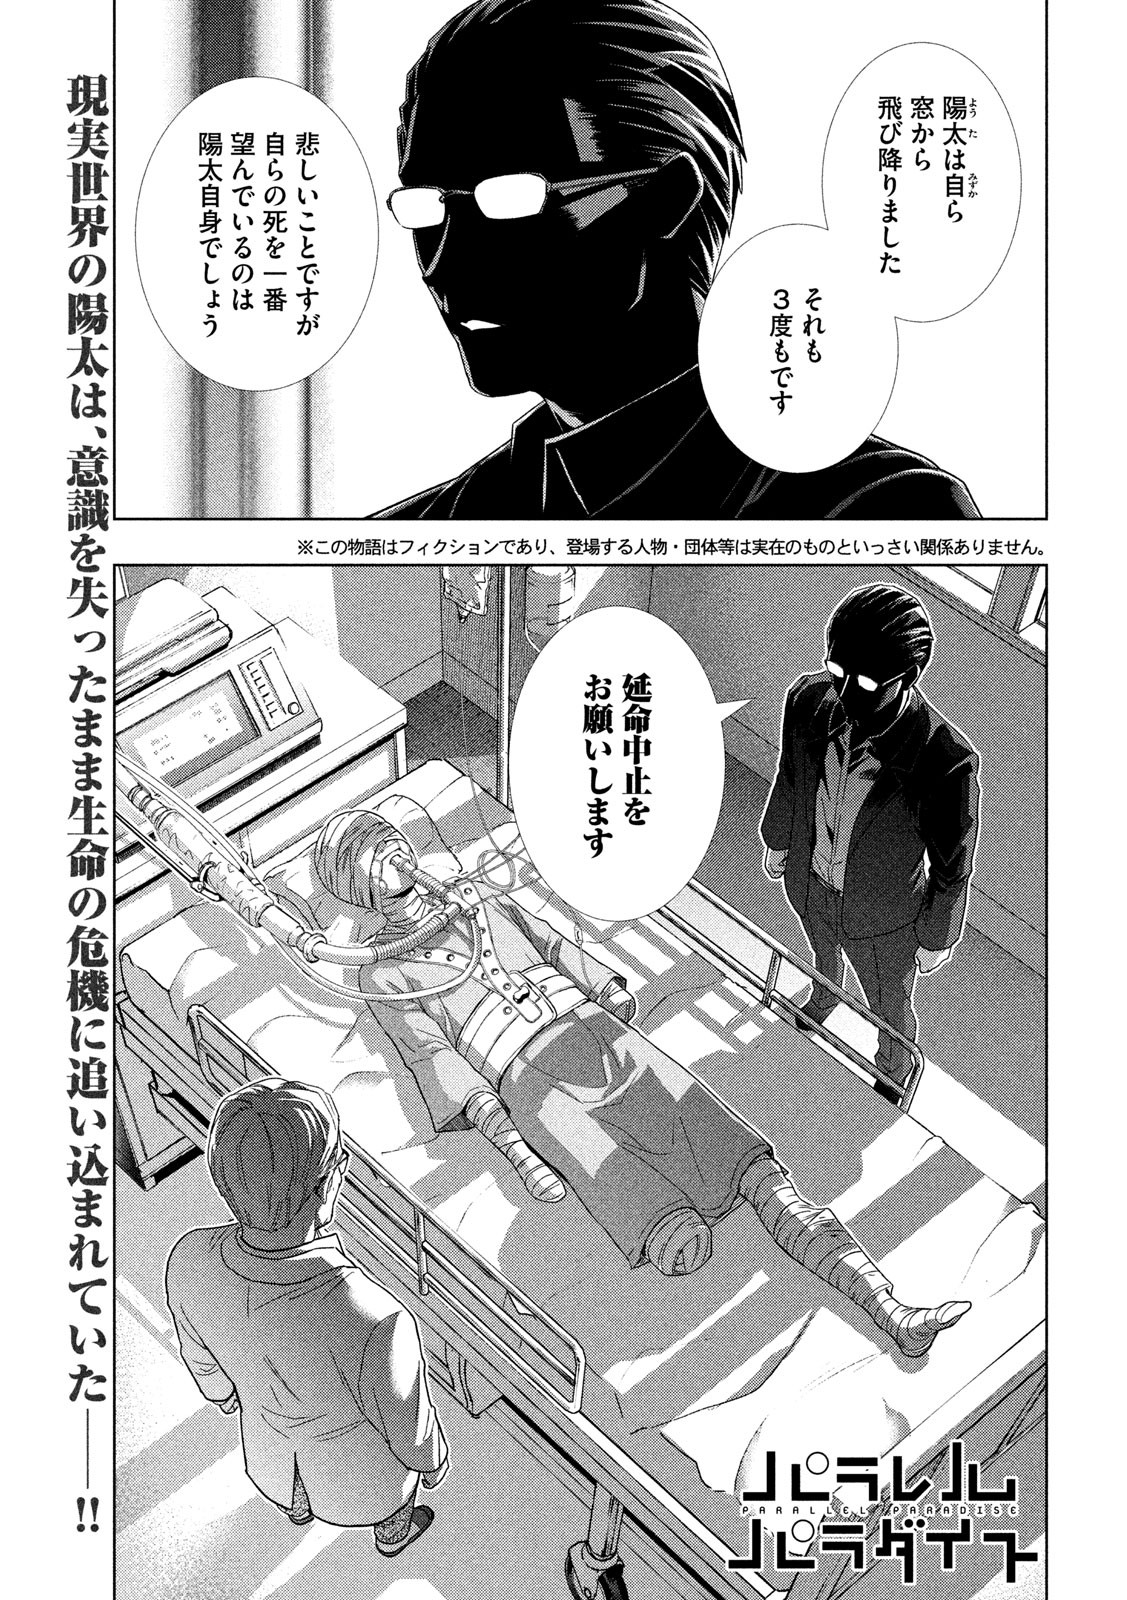 陽太は自ら
窓から
飛び降りました
ようた
みずか
それも
3度もです
悲しいことですが
自らの死を一番
望んでいるのは
陽太自身でしょう
※この物語はフィクションであり、登場する人物・団体等は実在のものといっさい関係ありません。
延命中止を
お願いします
現実世界の陽太は、意識を失ったまま生命の危機に追い込まれていた――!!
パラレル
PARALLEL PARADISE
パラダイス